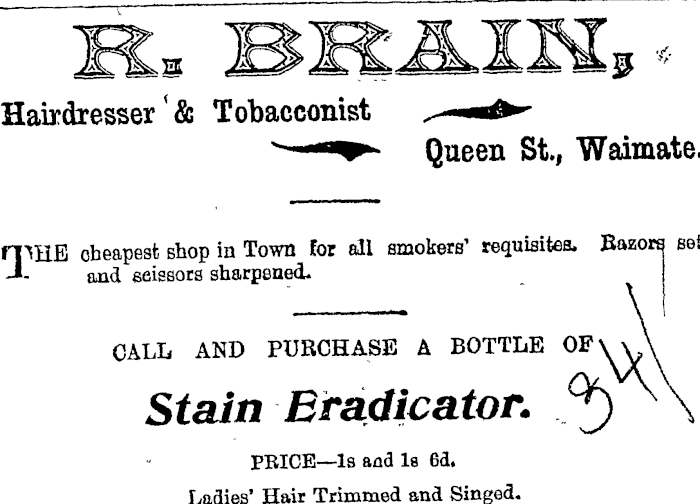 R. BRAIN,
Hairdresser & Tobacconist
Queen St., Waimate.
THE cheapest shop in Town for all smokers' requisites. Razors set
and scissors sharpened.
CALL AND PURCHASE A BOTTLE OF
Stain Eradicator.
PRICE—1s and 1s 6d.
Ladies' Hair Trimmed and Singed.
84/